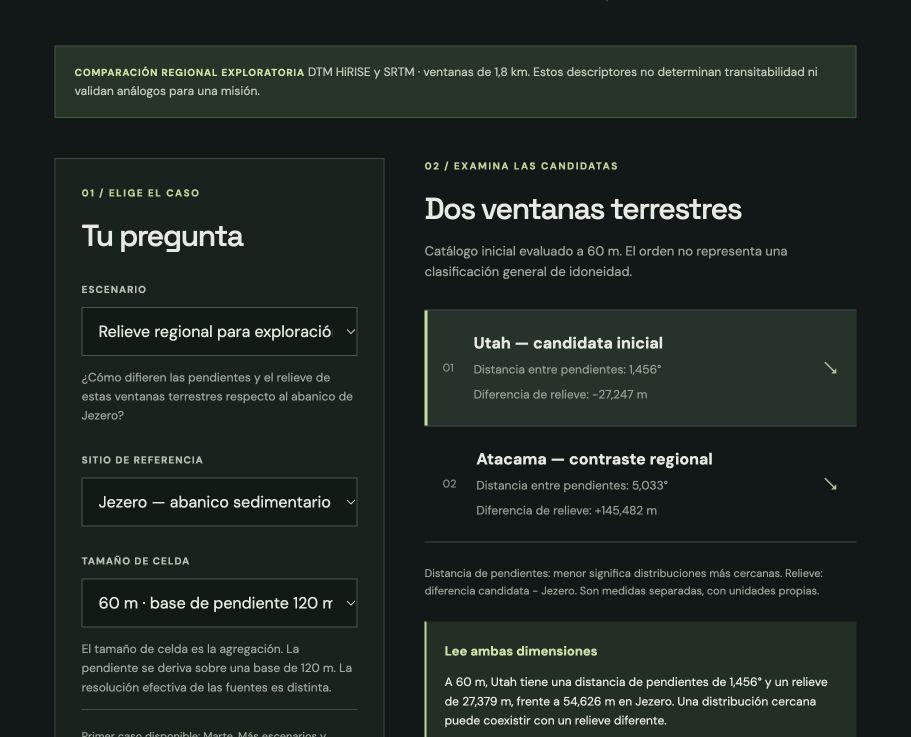 COMPARACIÓN REGIONAL EXPLORATORIA DTM HiRISE y SRTM · ventanas de 1,8 km. Estos descriptores no determinan transitabilidad ni
validan análogos para una misión.
01 / ELIGE EL CASO
Tu pregunta
ESCENARIO
Relieve regional para exploració
¿Cómo difieren las pendientes y el relieve de
estas ventanas terrestres respecto al abanico de
Jezero?
SITIO DE REFERENCIA
Jezero — abanico sedimentario
TAMAÑO DE CELDA
60 m · base de pendiente 120 m
El tamaño de celda es la agregación. La
pendiente se deriva sobre una base de 120 m. La
resolución efectiva de las fuentes es distinta.
Primer caso disponible: Marte. Más escenarios y
02 / EXAMINA LAS CANDIDATAS
Dos ventanas terrestres
Catálogo inicial evaluado a 60 m. El orden no representa una
clasificación general de idoneidad.
01
Utah — candidata inicial
Distancia entre pendientes: 1,456°
Diferencia de relieve: −27,247 m
02
Atacama — contraste regional
Distancia entre pendientes: 5,033°
Diferencia de relieve: +145,482 m
Distancia de pendientes: menor significa distribuciones más cercanas. Relieve:
diferencia candidata − Jezero. Son medidas separadas, con unidades propias.
Lee ambas dimensiones
A 60 m, Utah tiene una distancia de pendientes de 1,456° y un relieve
de 27,379 m, frente a 54,626 m en Jezero. Una distribución cercana
puede coexistir con un relieve diferente.